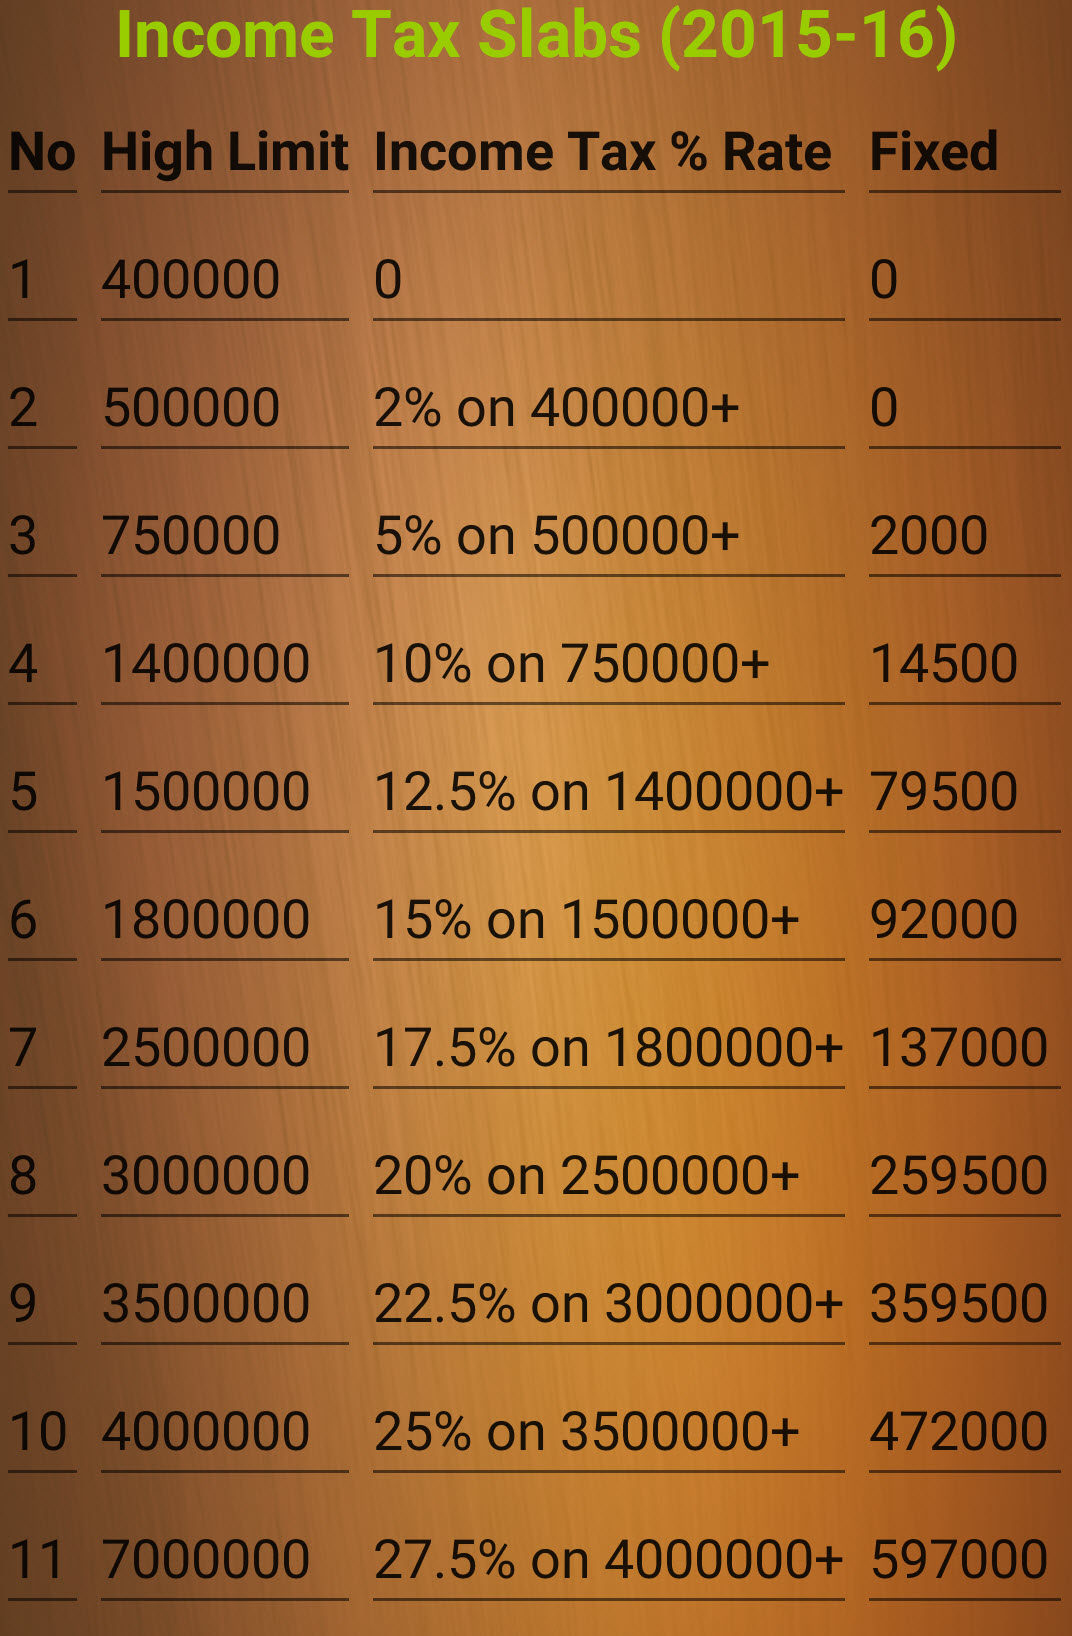 Income Tax Slabs (2015-16)
No High Limit Income Tax % Rate Fixed
1 400000 0 0
2 500000 2% on 400000+ 0
3 750000 5% on 500000+ 2000
4 1400000 10% on 750000+ 14500
5 1500000 12.5% on 1400000+ 79500
6 1800000 15% on 1500000+ 92000
7 2500000 17.5% on 1800000+ 137000
8 3000000 20% on 2500000+ 259500
9 3500000 22.5% on 3000000+ 359500
10 4000000 25% on 3500000+ 472000
11 7000000 27.5% on 4000000+ 597000